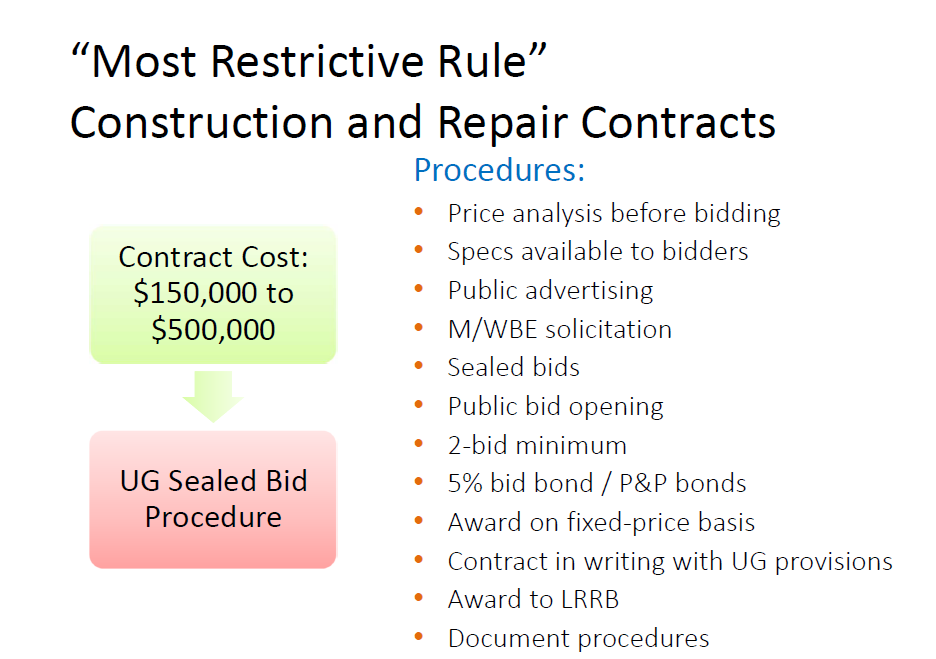 “Most Restrictive Rule”
Construction and Repair Contracts
Contract Cost:
$150,000 to
$500,000
UG Sealed Bid
Procedure
Procedures:
• Price analysis before bidding
• Specs available to bidders
• Public advertising
• M/WBE solicitation
• Sealed bids
• Public bid opening
• 2-bid minimum
• 5% bid bond / P&P bonds
• Award on fixed-price basis
• Contract in writing with UG provisions
• Award to LRRB
• Document procedures